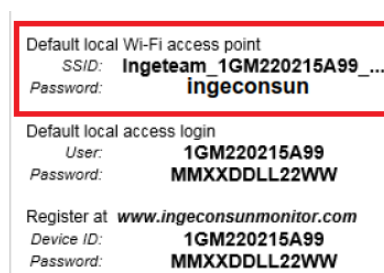 Default local Wi-Fi access point
SSID: Ingeteam_1GM220215A99_...
Password: ingeconsun
Default local access login
User: 1GM220215A99
Password: MMXXDDLL22WW
Register at www.ingeconsunmonitor.com
Device ID: 1GM220215A99
Password: MMXXDDLL22WW